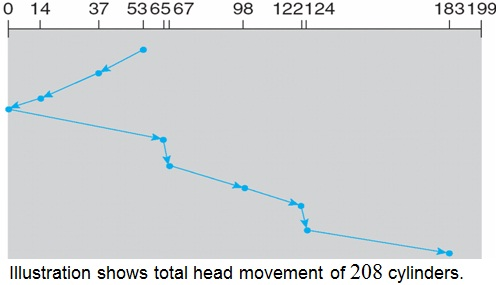 0 14 37 53 65 67 98 122 124 183 199
Illustration shows total head movement of 208 cylinders.